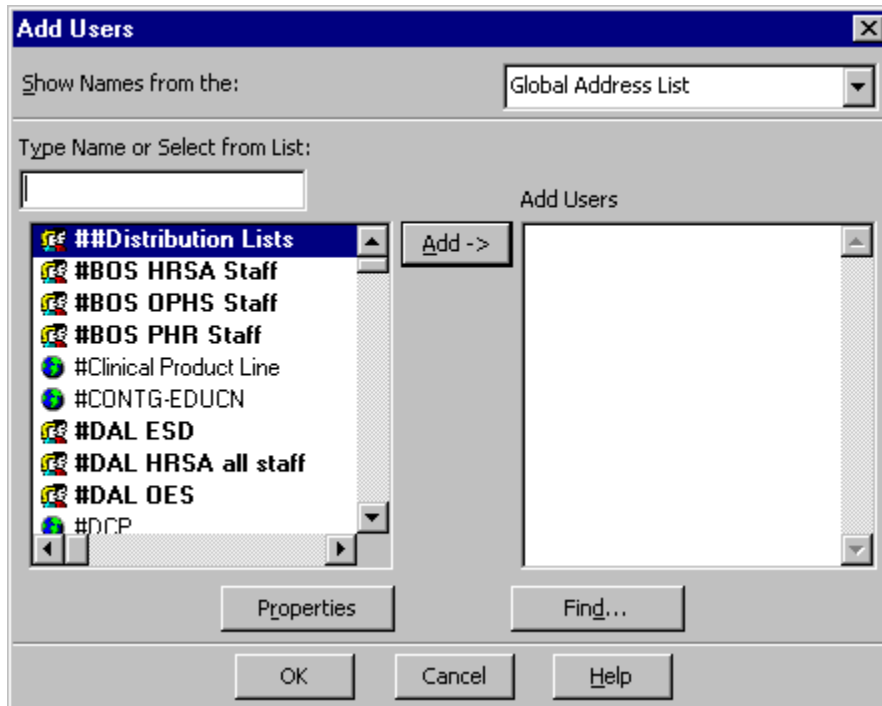 Add Users
Show Names from the:
Global Address List
Type Name or Select from List:
Add Users
##Distribution Lists
Add ->
#BOS HRSA Staff
#BOS OPHS Staff
#BOS PHR Staff
#Clinical Product Line
#CONTG-EDUCN
#DAL ESD
#DAL HRSA all staff
#DAL OES
#DCP
Properties
Find...
OK
Cancel
Help